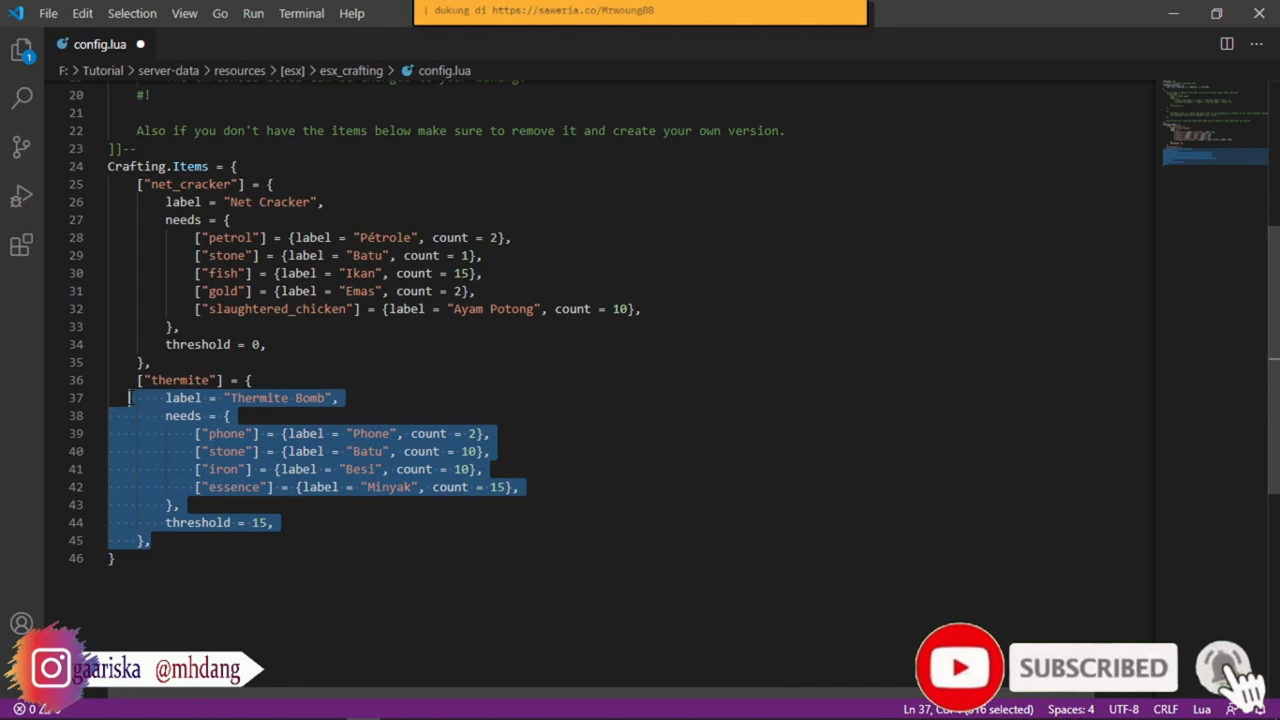 File Edit Selection View Go Run Terminal Help
| dukung di https://saweria.co/Mrwoung88
config.lua
F: > Tutorial > server-data > resources > [esx] > esx_crafting > config.lua
20 #!
21
22 Also if you don't have the items below make sure to remove it and create your own version.
23 ]]--
24 Crafting.Items = {
25 ["net_cracker"] = {
26 label = "Net Cracker",
27 needs = {
28 ["petrol"] = {label = "Pétrole", count = 2},
29 ["stone"] = {label = "Batu", count = 1},
30 ["fish"] = {label = "Ikan", count = 15},
31 ["gold"] = {label = "Emas", count = 2},
32 ["slaughtered_chicken"] = {label = "Ayam Potong", count = 10},
33 },
34 threshold = 0,
35 },
36 ["thermite"] = {
37 label = "Thermite Bomb",
38 needs = {
39 ["phone"] = {label = "Phone", count = 2},
40 ["stone"] = {label = "Batu", count = 10},
41 ["iron"] = {label = "Besi", count = 10},
42 ["essence"] = {label = "Minyak", count = 15},
43 },
44 threshold = 15,
45 },
46 }
1
gaariska @mhdang
SUBSCRIBED
0 Ln 37, selected) Spaces: 4 UTF-8 CRLF Lua